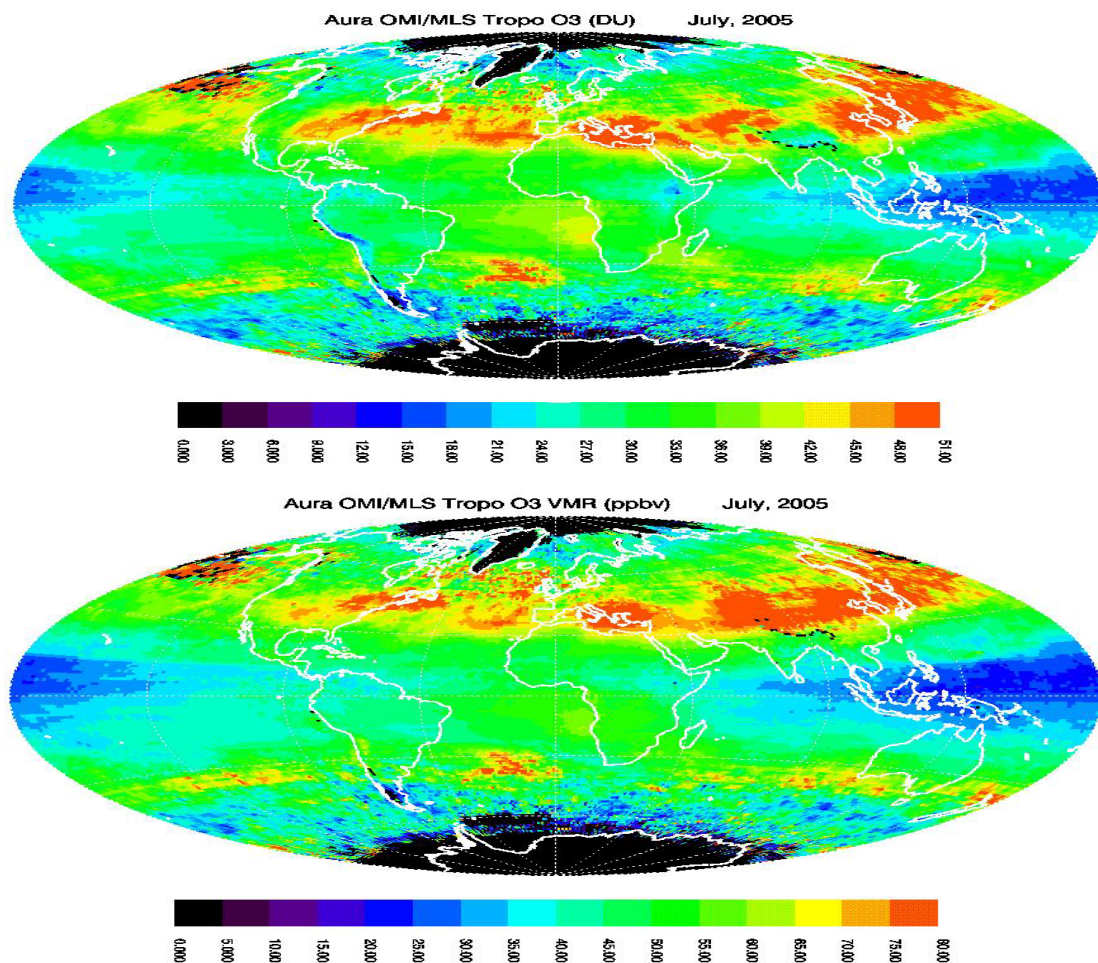 Aura OMI/MLS Tropo O3 (DU) July, 2005
0.000 3.000 6.000 9.000 12.00 15.00 18.00 21.00 24.00 27.00 30.00 33.00 36.00 39.00 42.00 45.00 48.00 51.00
Aura OMI/MLS Tropo O3 VMR (ppbv) July, 2005
0.000 5.000 10.00 15.00 20.00 25.00 30.00 35.00 40.00 45.00 50.00 55.00 60.00 65.00 70.00 75.00 80.00